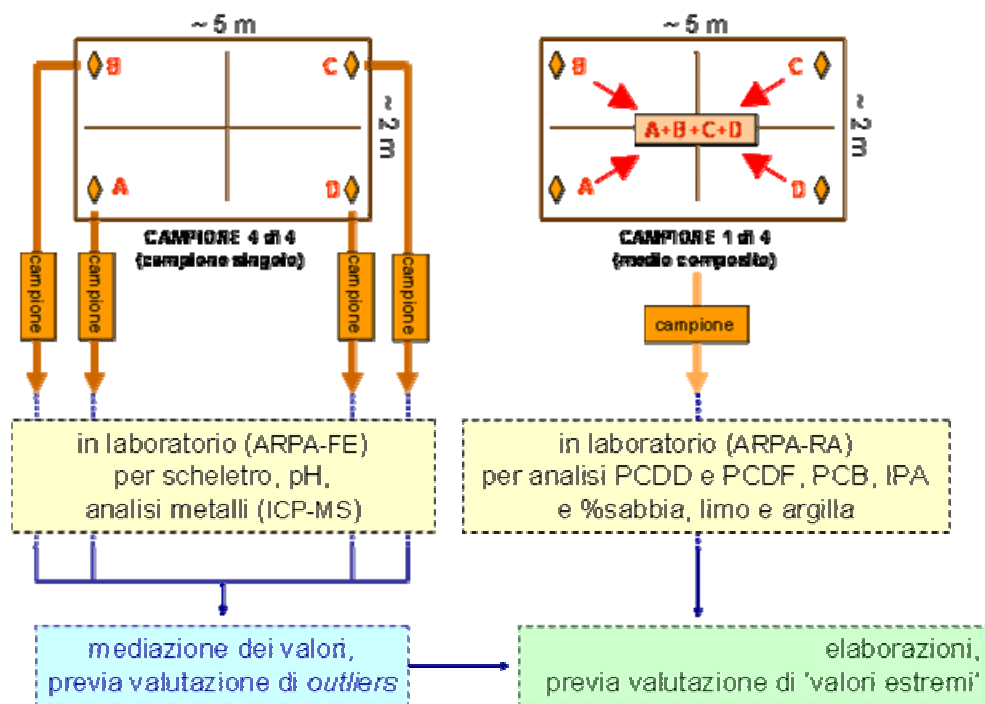 ~ 5 m
B
C
A
D
~ 2 m
CAMPIONE 4 di 4
(campione singolo)
campione
campione
campione
campione
in laboratorio (ARPA-FE)
per scheletro, pH,
analisi metalli (ICP-MS)
mediazione dei valori,
previa valutazione di outliers
~ 5 m
B
C
A+B+C+D
A
D
~ 2 m
CAMPIONE 1 di 4
(medio composito)
campione
in laboratorio (ARPA-RA)
per analisi PCDD e PCDF, PCB, IPA
e %sabbia, limo e argilla
elaborazioni,
previa valutazione di 'valori estremi'